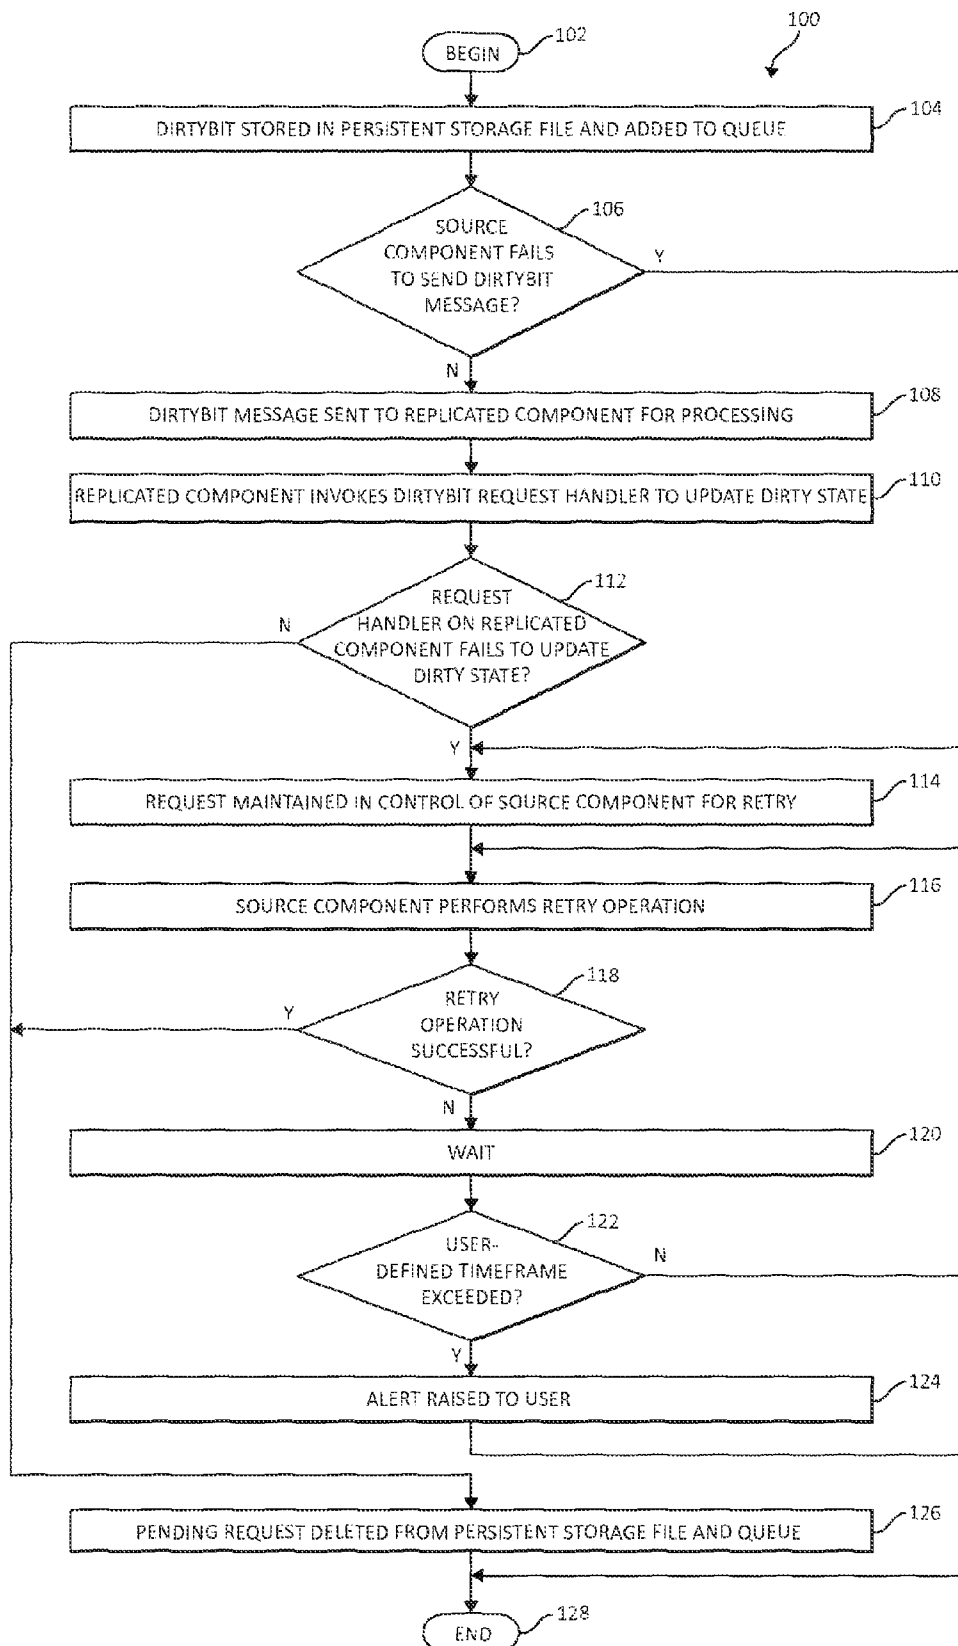 100
BEGIN
102
DIRTYBIT STORED IN PERSISTENT STORAGE FILE AND ADDED TO QUEUE
104
106
SOURCE
COMPONENT FAILS
TO SEND DIRTYBIT
MESSAGE?
Y
N
DIRTYBIT MESSAGE SENT TO REPLICATED COMPONENT FOR PROCESSING
108
REPLICATED COMPONENT INVOKES DIRTYBIT REQUEST HANDLER TO UPDATE DIRTY STATE
110
112
REQUEST
HANDLER ON REPLICATED
COMPONENT FAILS TO UPDATE
DIRTY STATE?
N
Y
REQUEST MAINTAINED IN CONTROL OF SOURCE COMPONENT FOR RETRY
114
SOURCE COMPONENT PERFORMS RETRY OPERATION
116
118
RETRY
OPERATION
SUCCESSFUL?
Y
N
WAIT
120
122
USER-
DEFINED TIMEFRAME
EXCEEDED?
N
Y
ALERT RAISED TO USER
124
PENDING REQUEST DELETED FROM PERSISTENT STORAGE FILE AND QUEUE
126
END
128